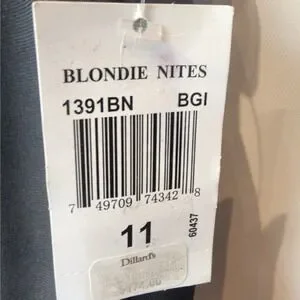 BLONDIE NITES
1391BN BGI
7 49709 74342 8
11
60437
Dillard's